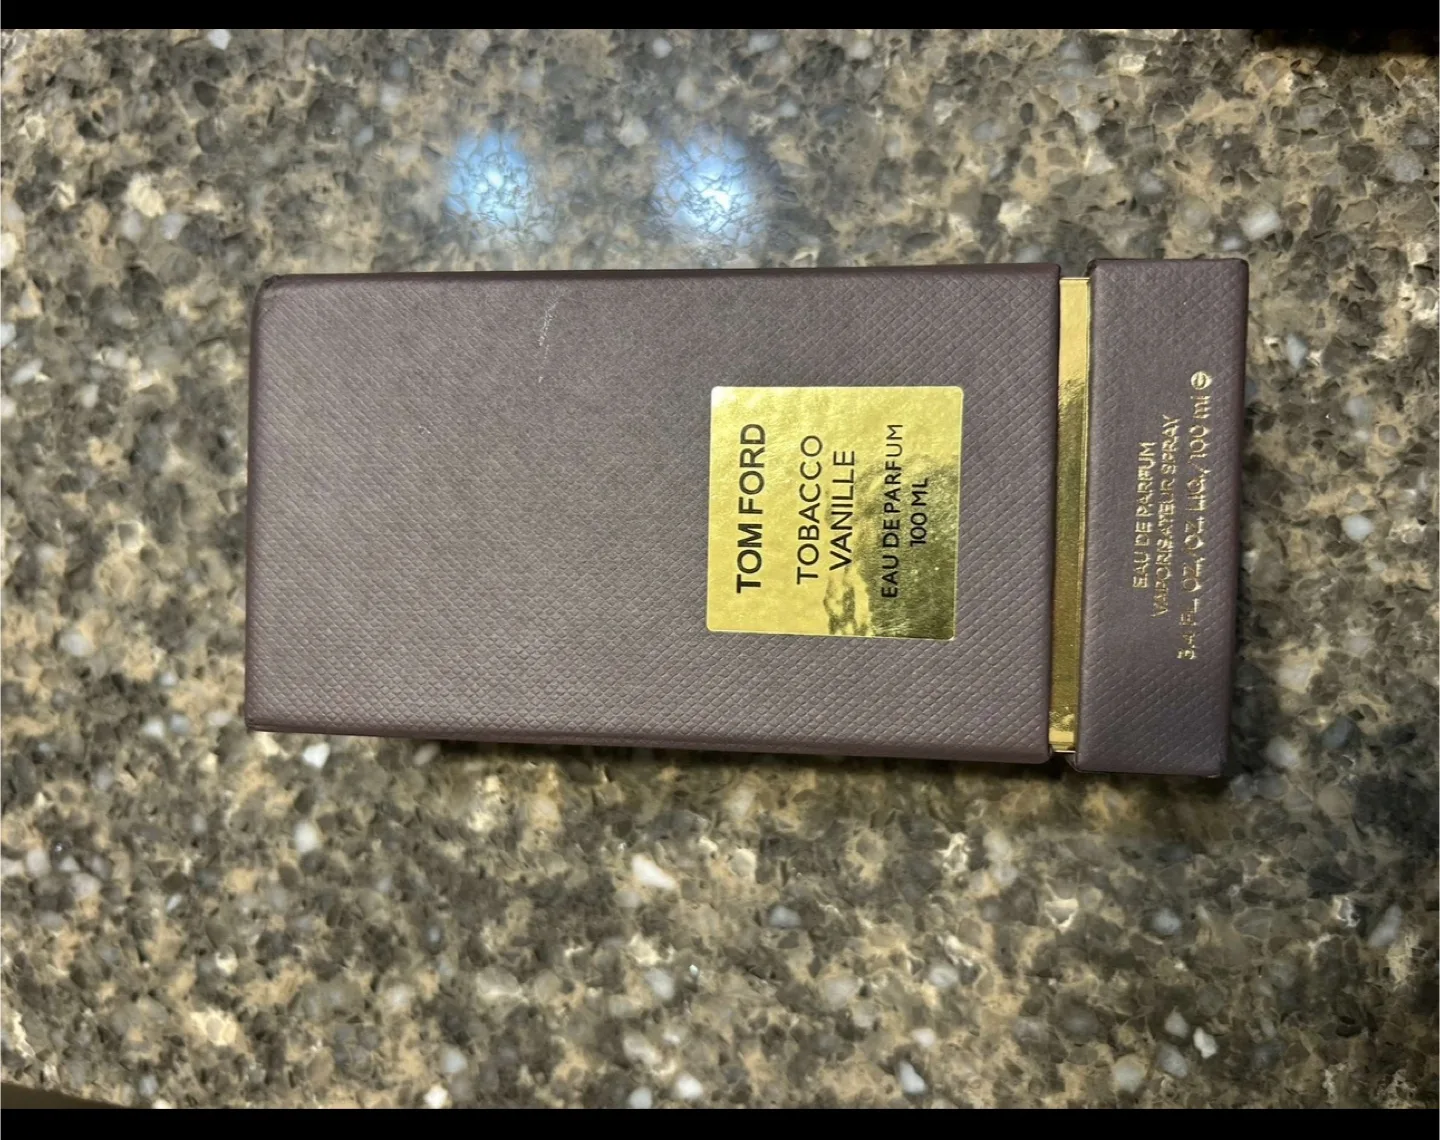 TOM FORD
TOBACCO
VANILLE
EAU DE PARFUM
100 ML
EAU DE PARFUM
VAPORISATEUR SPRAY
3.4 FL. OZ./OZ. LIQ./100 ml ℮